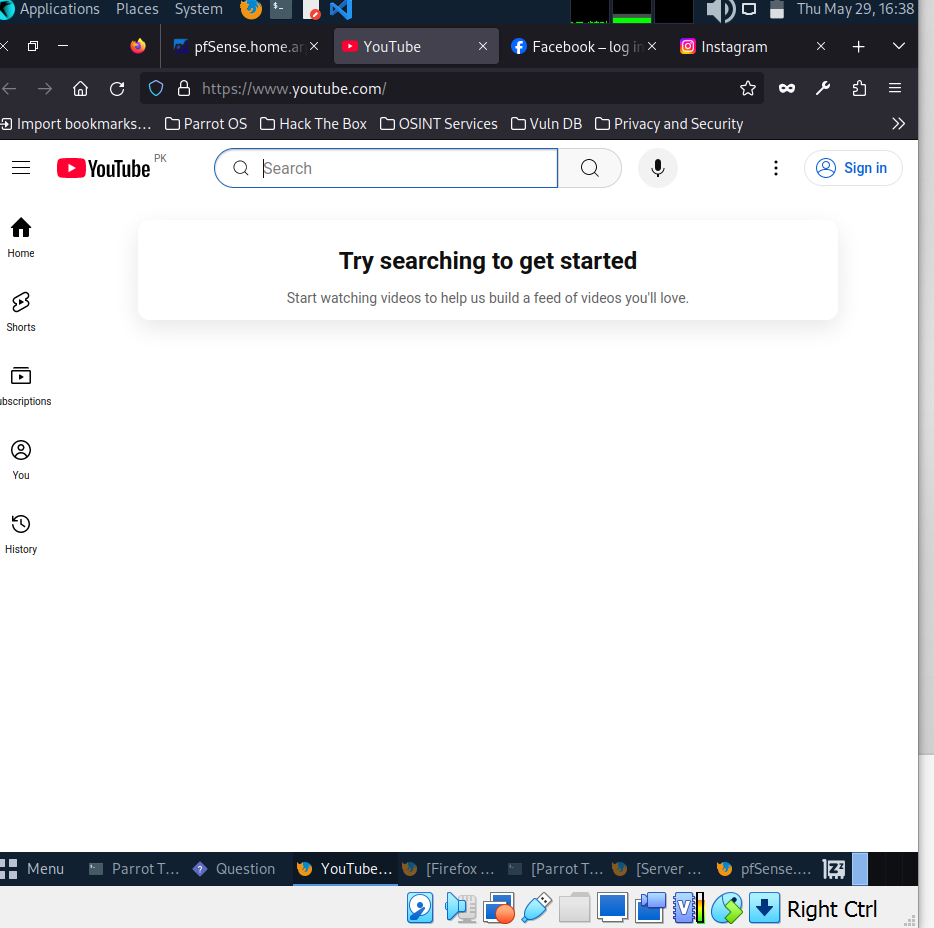 Applications Places System Thu May 29, 16:38
pfSense.home.ar YouTube Facebook – log in Instagram
https://www.youtube.com/
Import bookmarks... Parrot OS Hack The Box OSINT Services Vuln DB Privacy and Security
YouTube PK Search Sign in
Home
Shorts
ubscriptions
You
History
Try searching to get started
Start watching videos to help us build a feed of videos you'll love.
Menu Parrot T... Question YouTube... [Firefox ... [Parrot T... [Server ... pfSense....
Right Ctrl